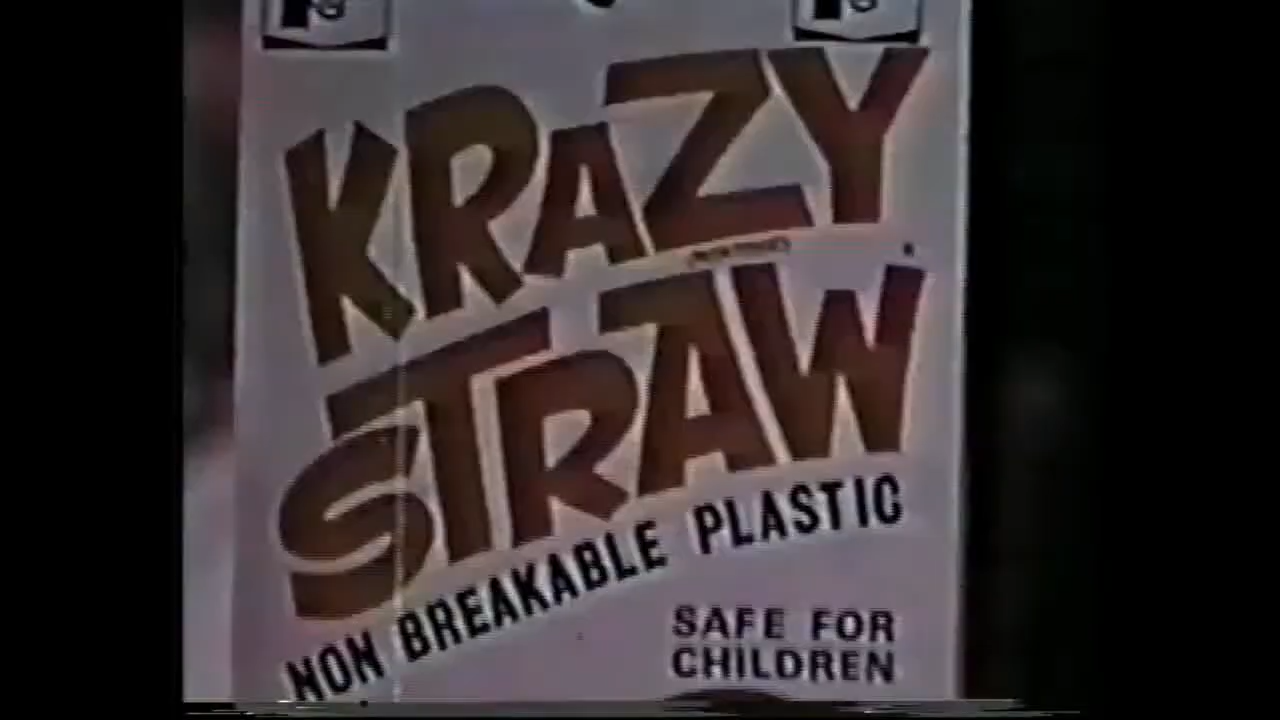 KRAZY
STRAW
NON BREAKABLE PLASTIC
SAFE FOR
CHILDREN